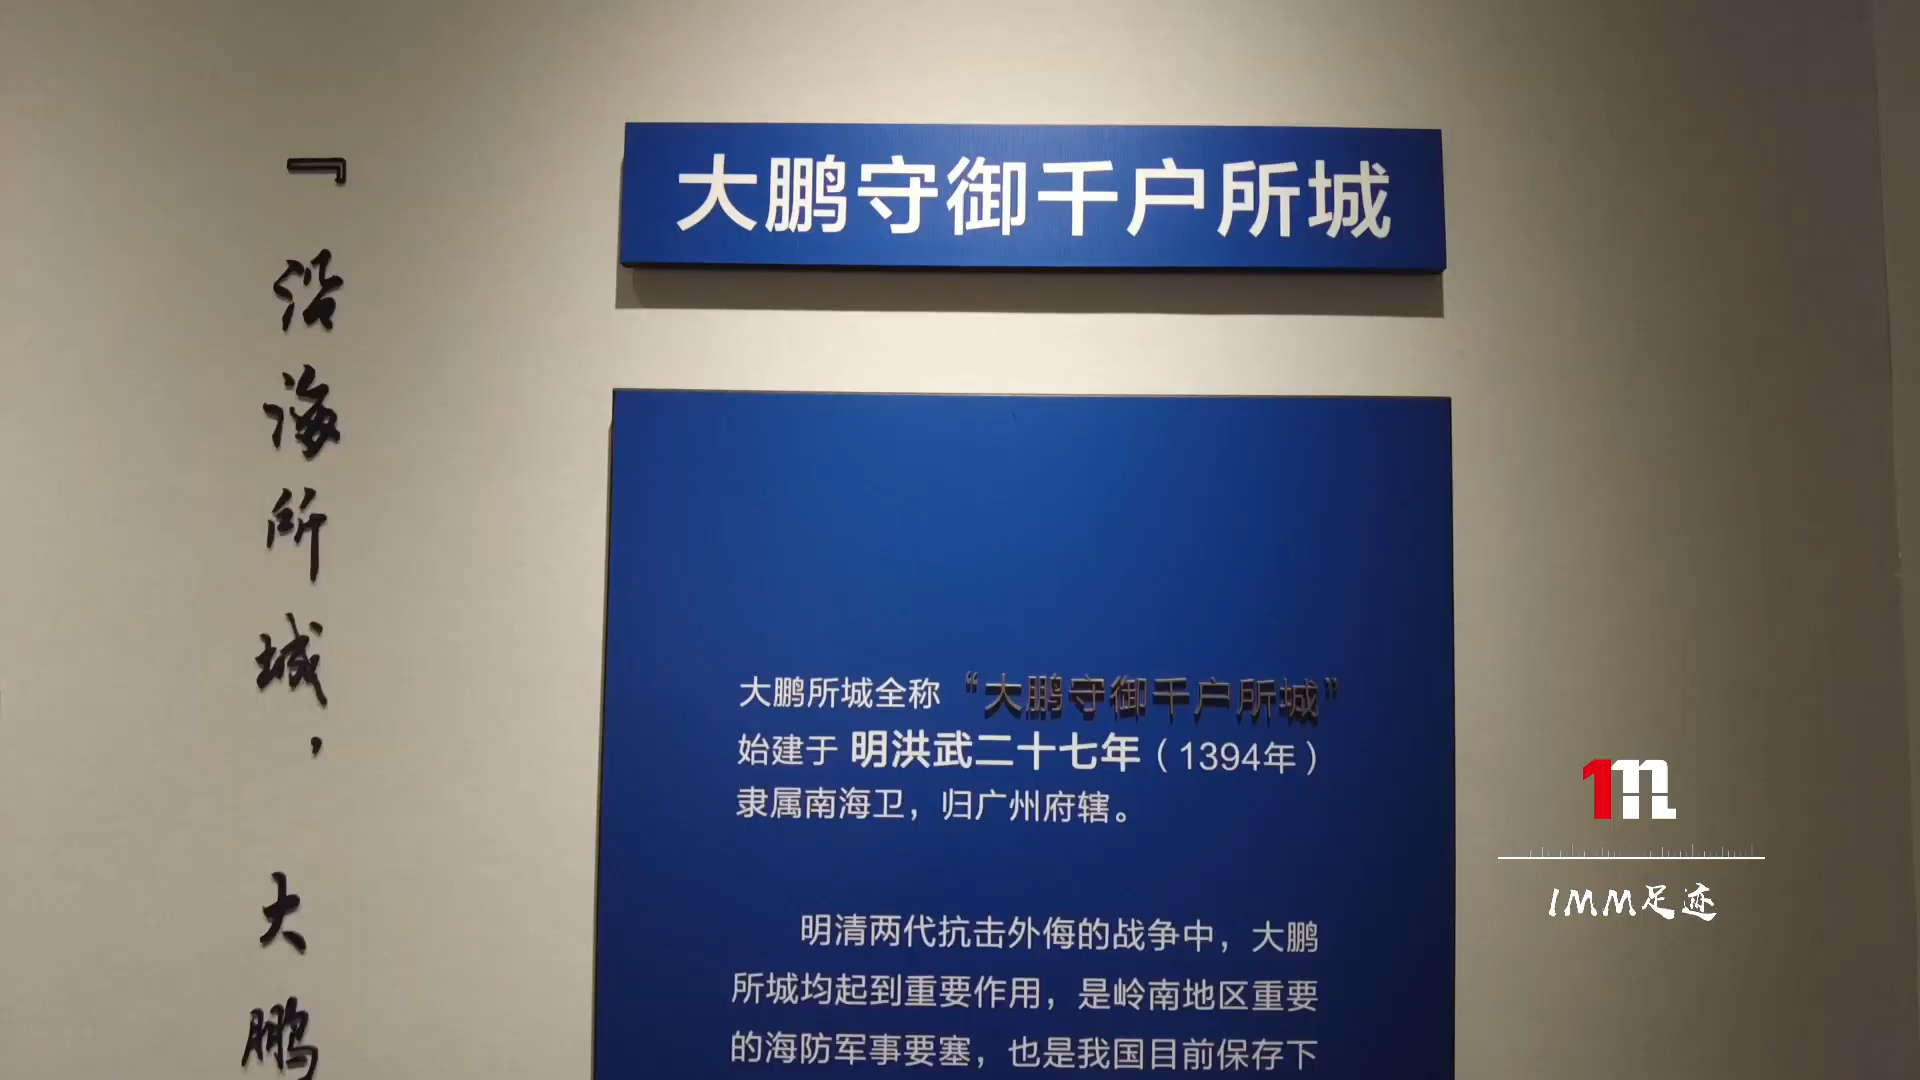 『沿海所城，大鹏
大鹏守御千户所城
大鹏所城全称“大鹏守御千户所城”
始建于 明洪武二十七年（1394年）
隶属南海卫，归广州府辖。
明清两代抗击外侮的战争中，大鹏
所城均起到重要作用，是岭南地区重要
的海防军事要塞，也是我国目前保存下
1m
1MM足迹